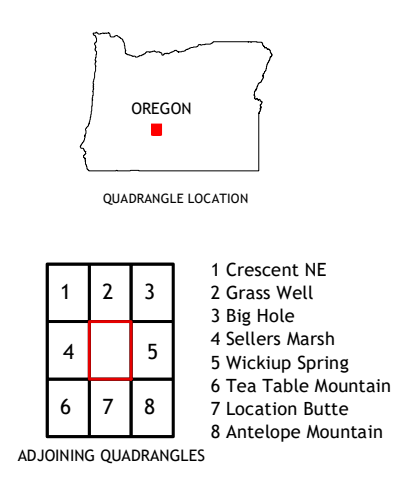 OREGON
QUADRANGLE LOCATION
1 2 3
4 5
6 7 8
ADJOINING QUADRANGLES
1 Crescent NE
2 Grass Well
3 Big Hole
4 Sellers Marsh
5 Wickiup Spring
6 Tea Table Mountain
7 Location Butte
8 Antelope Mountain